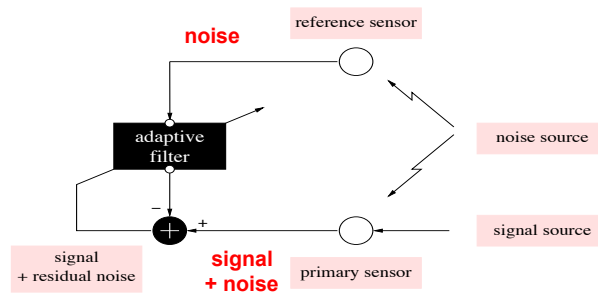 reference sensor
noise
adaptive
filter
noise source
−
+
+
signal source
signal
+ residual noise
signal
+ noise
primary sensor